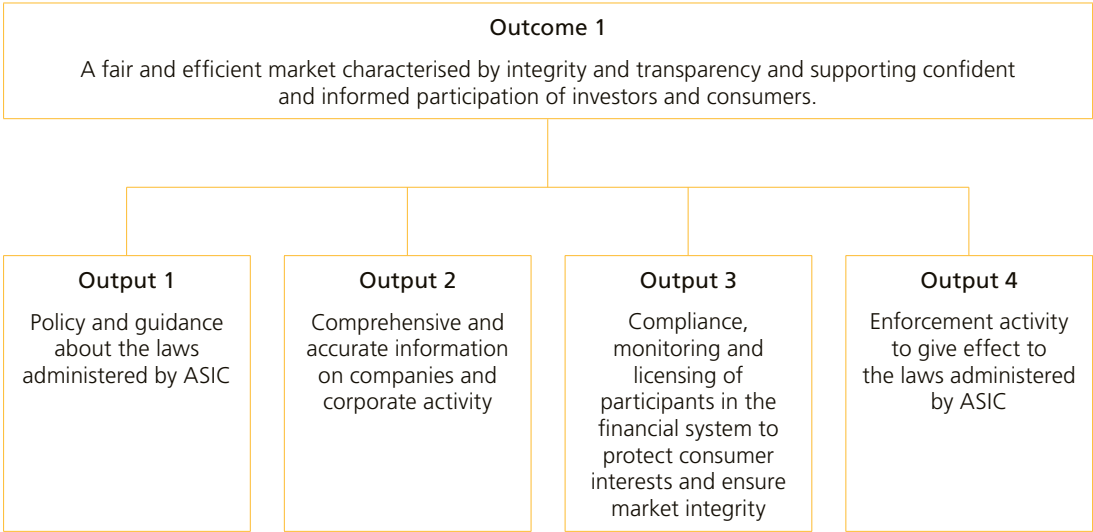 Outcome 1
A fair and efficient market characterised by integrity and transparency and supporting confident
and informed participation of investors and consumers.
Output 1
Policy and guidance
about the laws
administered by ASIC
Output 2
Comprehensive and
accurate information
on companies and
corporate activity
Output 3
Compliance,
monitoring and
licensing of
participants in the
financial system to
protect consumer
interests and ensure
market integrity
Output 4
Enforcement activity
to give effect to
the laws administered
by ASIC